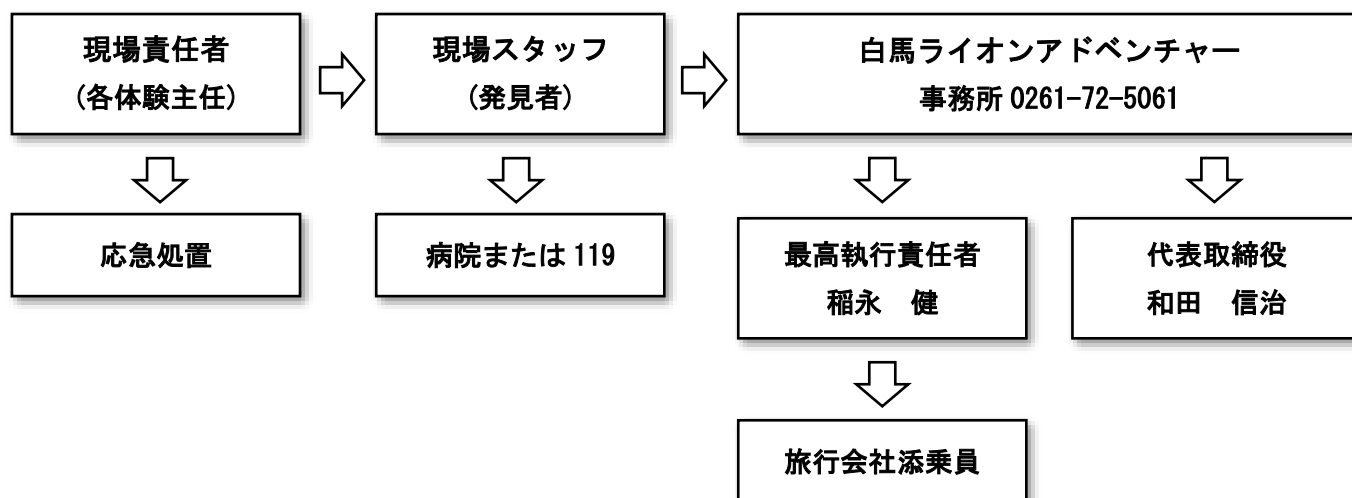 現場責任者
(各体験主任)
現場スタッフ
(発見者)
白馬ライオンアドベンチャー
事務所 0261-72-5061
応急処置
病院または 119
最高執行責任者
稲永　健
代表取締役
和田　信治
旅行会社添乗員